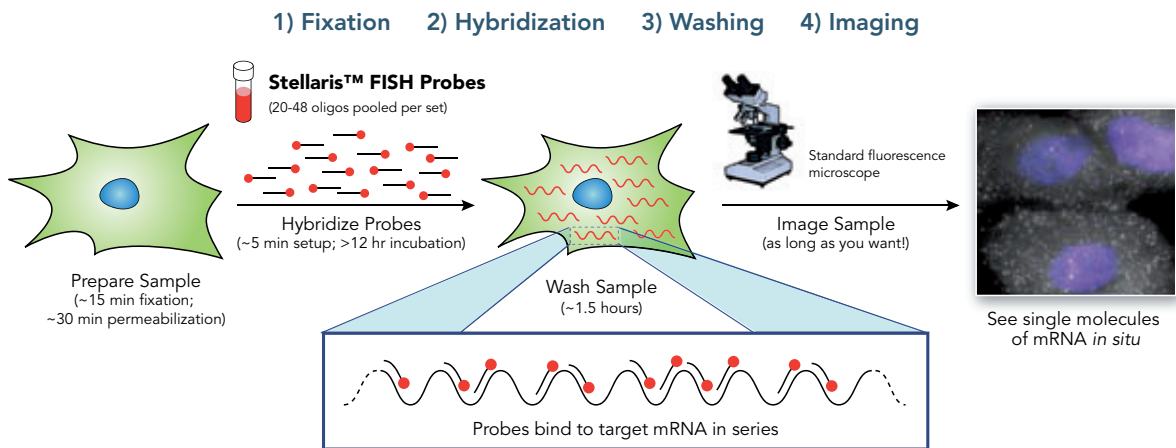 1) Fixation 2) Hybridization 3) Washing 4) Imaging
Stellaris™ FISH Probes
(20-48 oligos pooled per set)
Standard fluorescence
microscope
Hybridize Probes
(~5 min setup; >12 hr incubation)
Image Sample
(as long as you want!)
Prepare Sample
(~15 min fixation;
~30 min permeabilization)
Wash Sample
(~1.5 hours)
See single molecules
of mRNA in situ
Probes bind to target mRNA in series